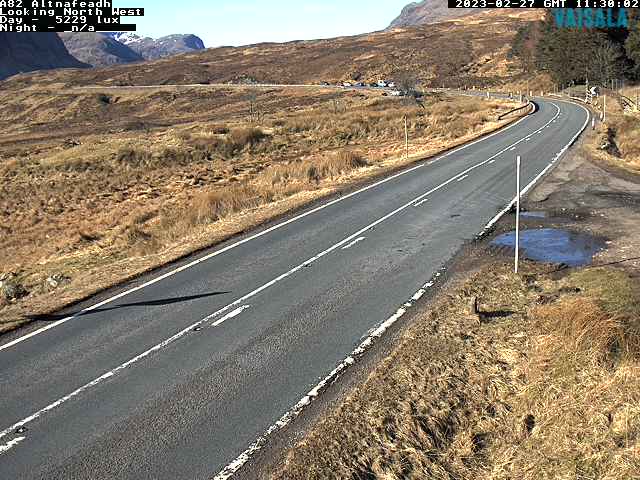 A82 Altnafeadh
2023-02-27 GMT 11:30:02
Looking North West
VAISALA
Day - 5229 lux
Night - n/a